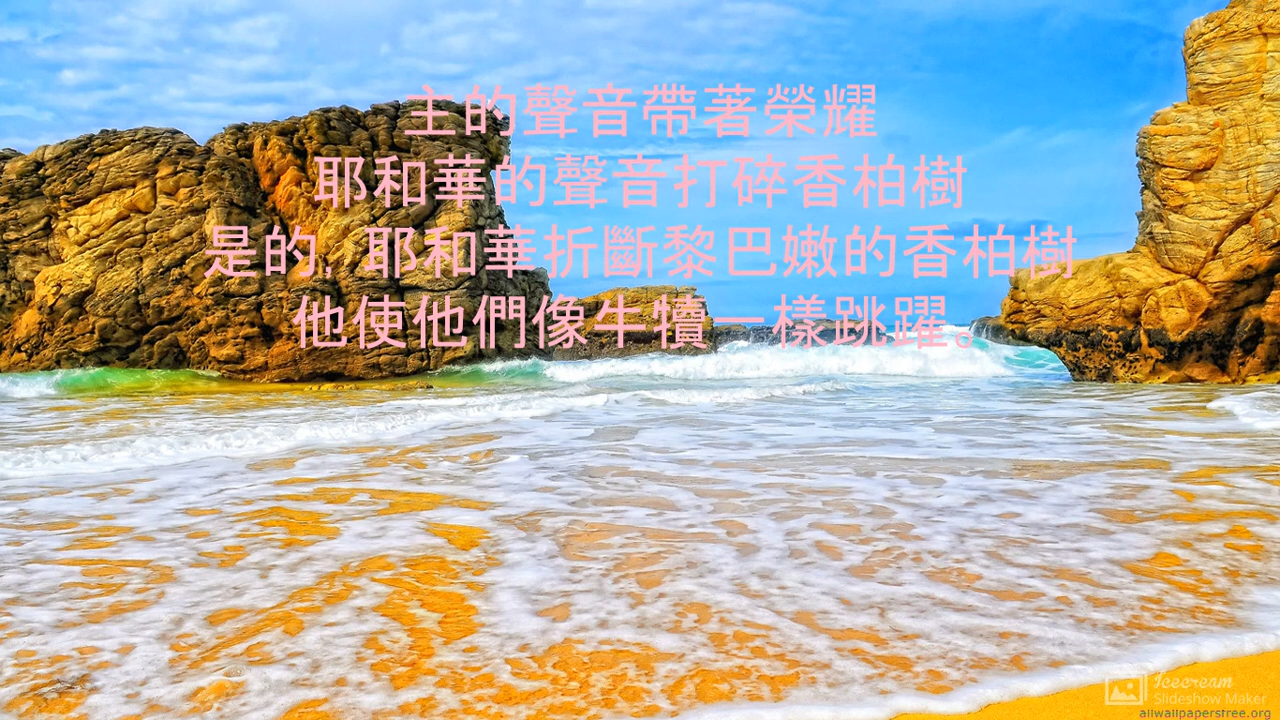 主的聲音帶著榮耀
耶和華的聲音打碎香柏樹
是的, 耶和華折斷黎巴嫩的香柏樹
他使他們像牛犢一樣跳躍。
Icecream
Slideshow Maker
allwallpaperstree.org